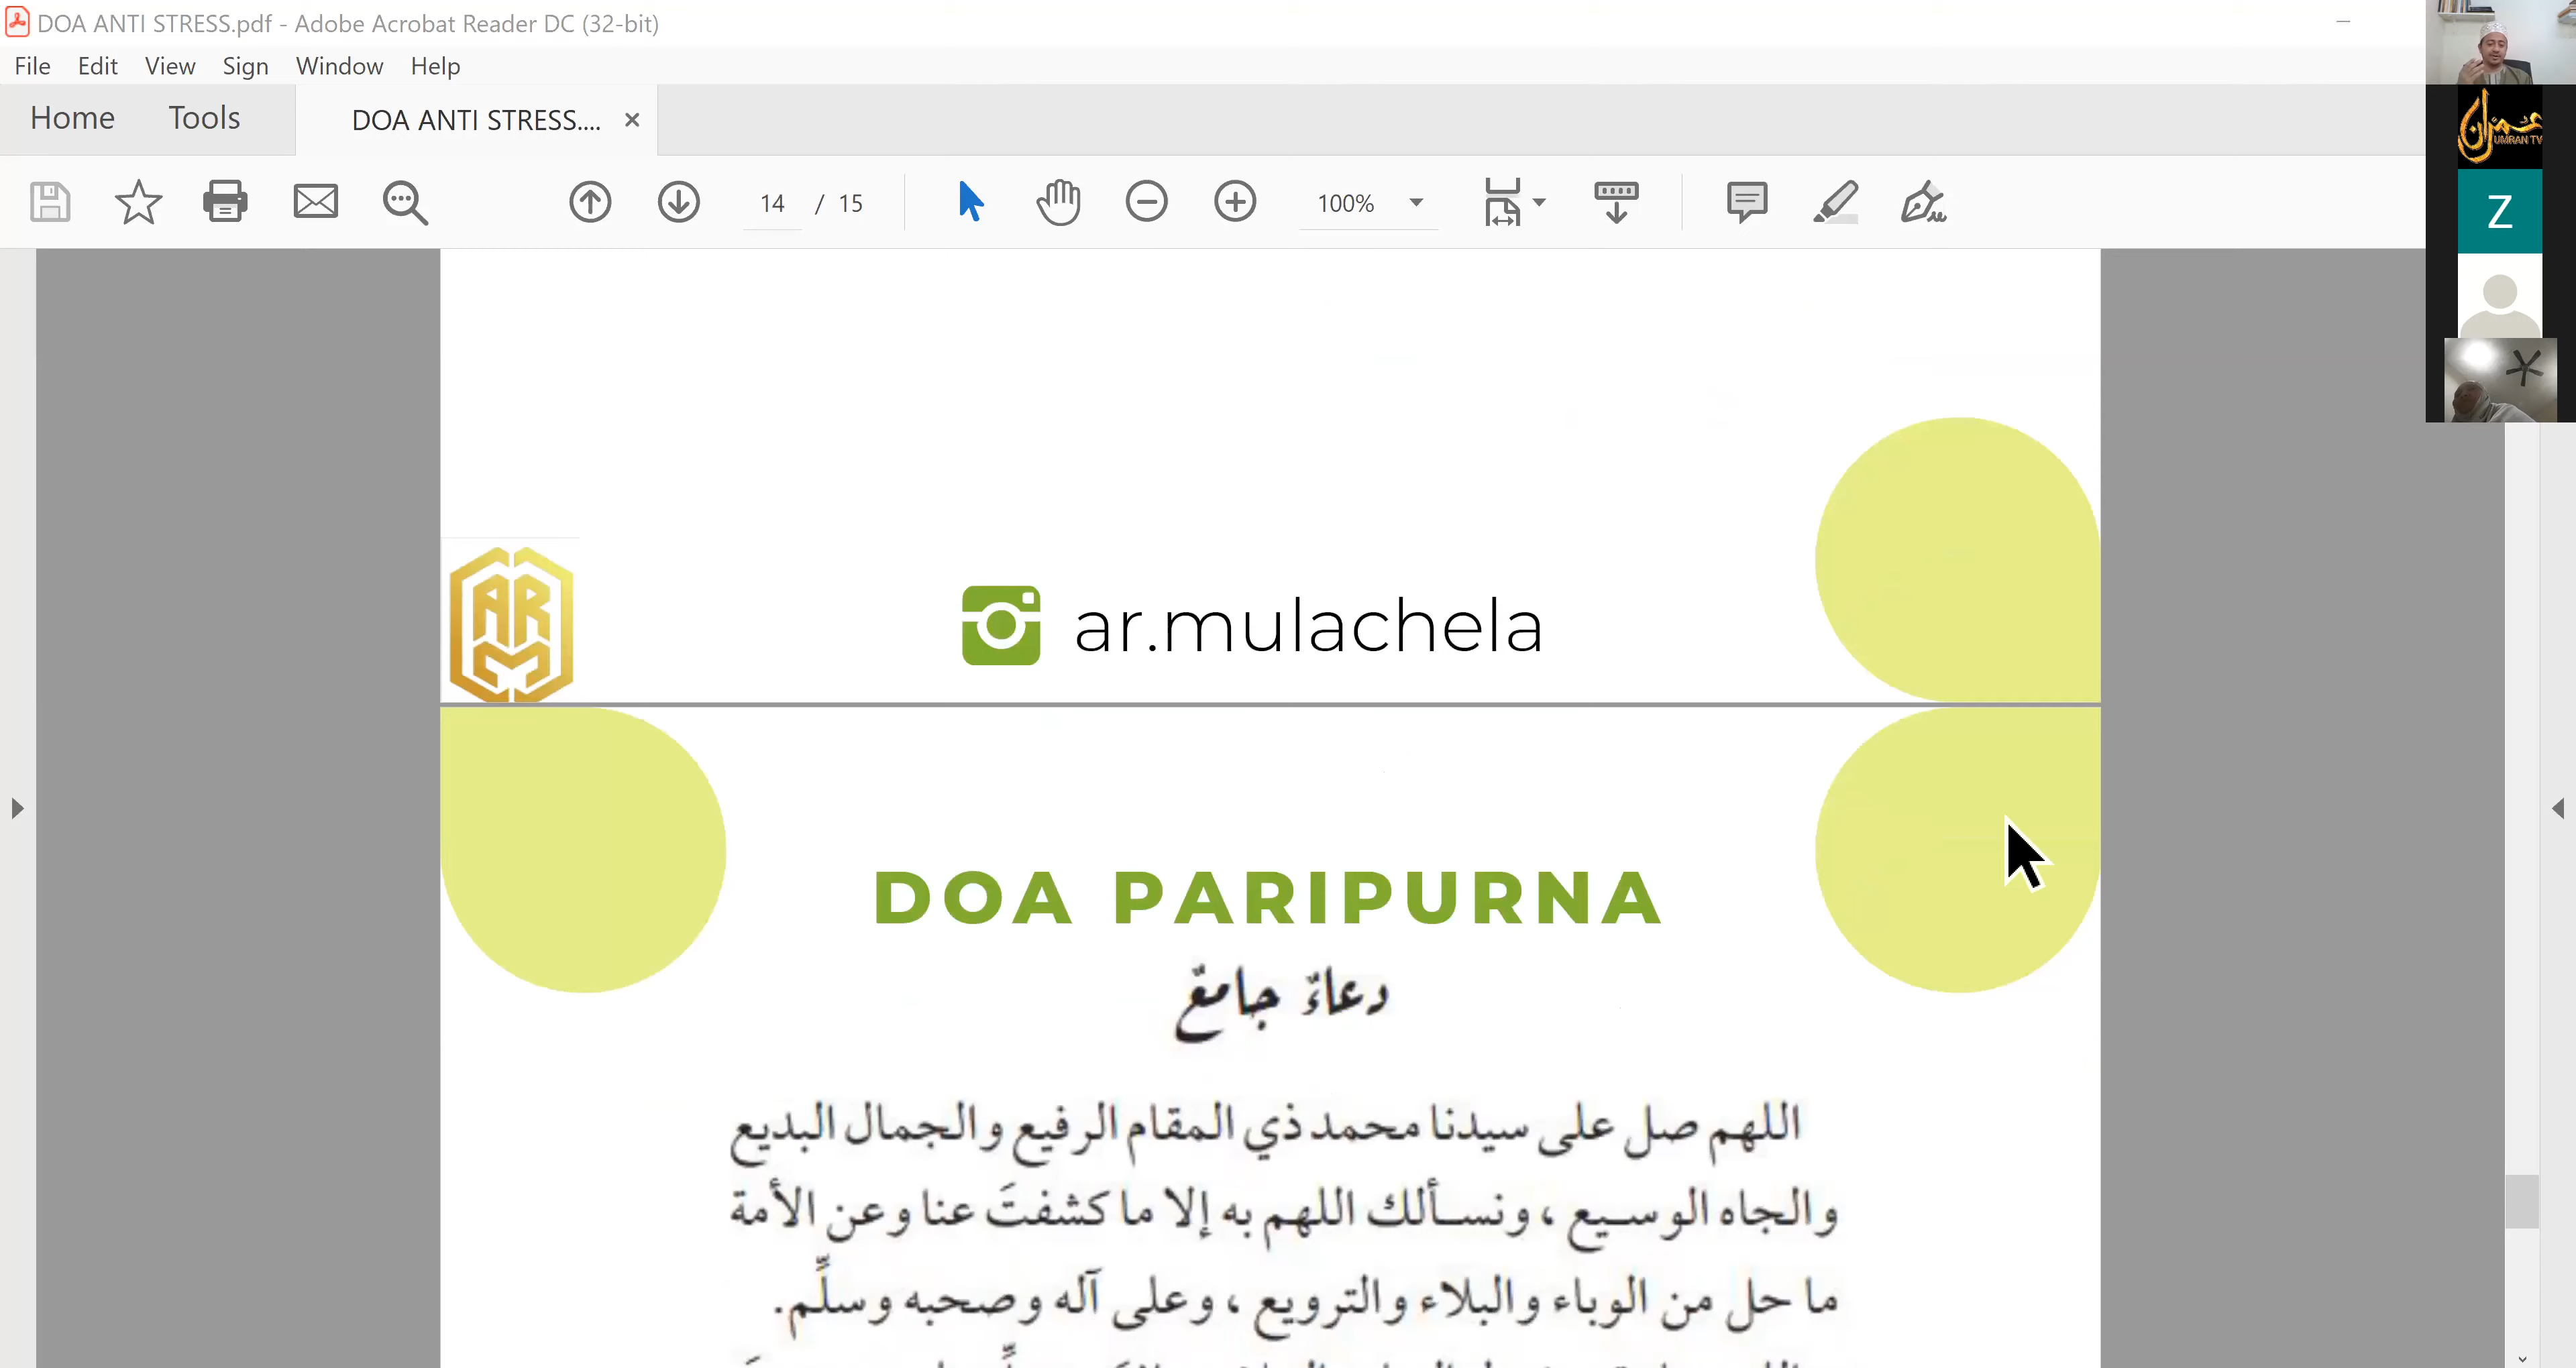 DOA ANTI STRESS.pdf - Adobe Acrobat Reader DC (32-bit)
File Edit View Sign Window Help
Home Tools DOA ANTI STRESS....
14 / 15 100%
عمران
UMRAN TV
Z
ARM
ar.mulachela
DOA PARIPURNA
دعاءٌ جامعٌ
اللهم صل على سيدنا محمد ذي المقام الرفيع والجمال البديع
والجاه الوسيع ، ونسألك اللهم به إلا ما كشفتَ عنا وعن الأمة
ما حل من الوباء والبلاء والترويع ، وعلى آله وصحبه وسلِّم.